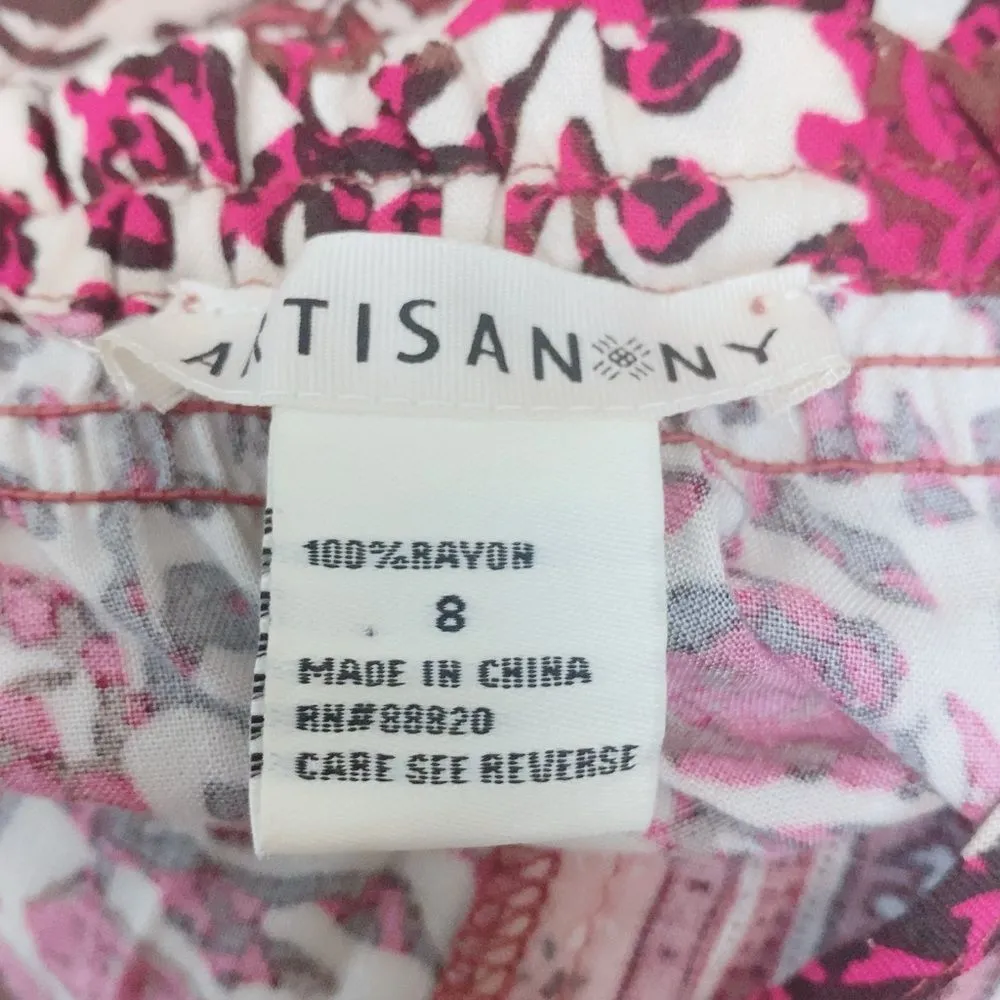 ARTISAN NY
100%RAYON
8
MADE IN CHINA
RN#88820
CARE SEE REVERSE